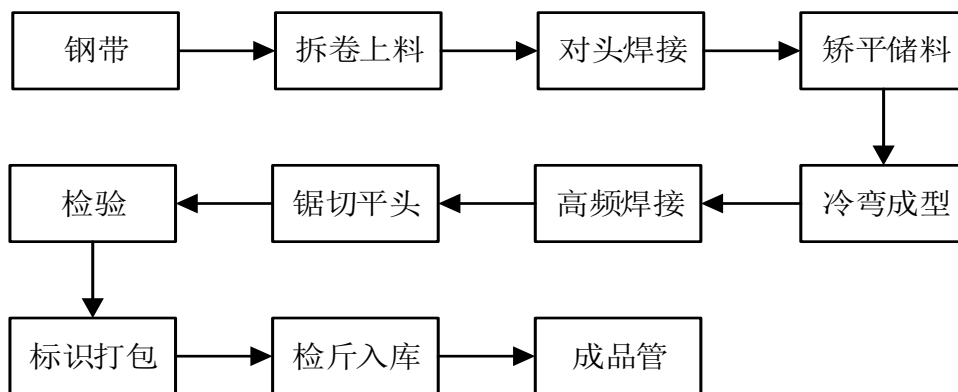 钢带
拆卷上料
对头焊接
矫平储料
冷弯成型
高频焊接
锯切平头
检验
标识打包
检斤入库
成品管